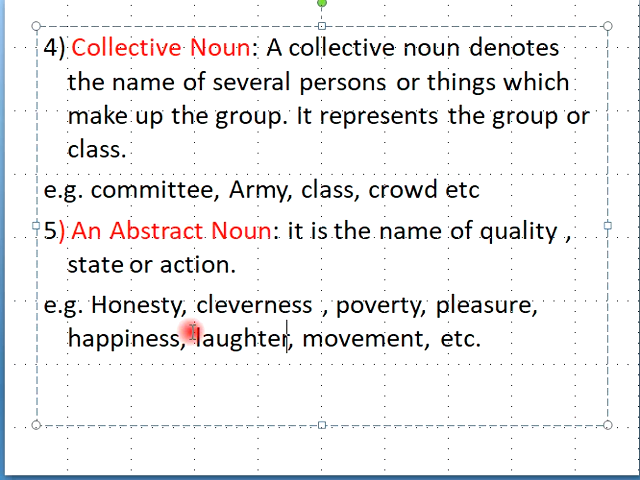 4) Collective Noun: A collective noun denotes
the name of several persons or things which
make up the group. It represents the group or
class.
e.g. committee, Army, class, crowd etc
5) An Abstract Noun: it is the name of quality ,
state or action.
e.g. Honesty, cleverness , poverty, pleasure,
happiness, laughter, movement, etc.